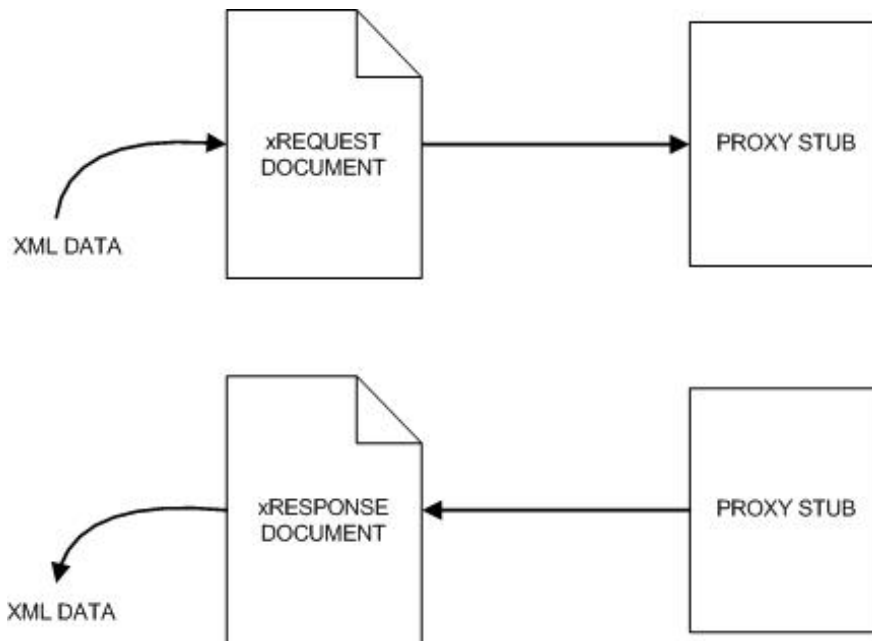 xREQUEST
DOCUMENT
PROXY STUB
XML DATA
xRESPONSE
DOCUMENT
PROXY STUB
XML DATA